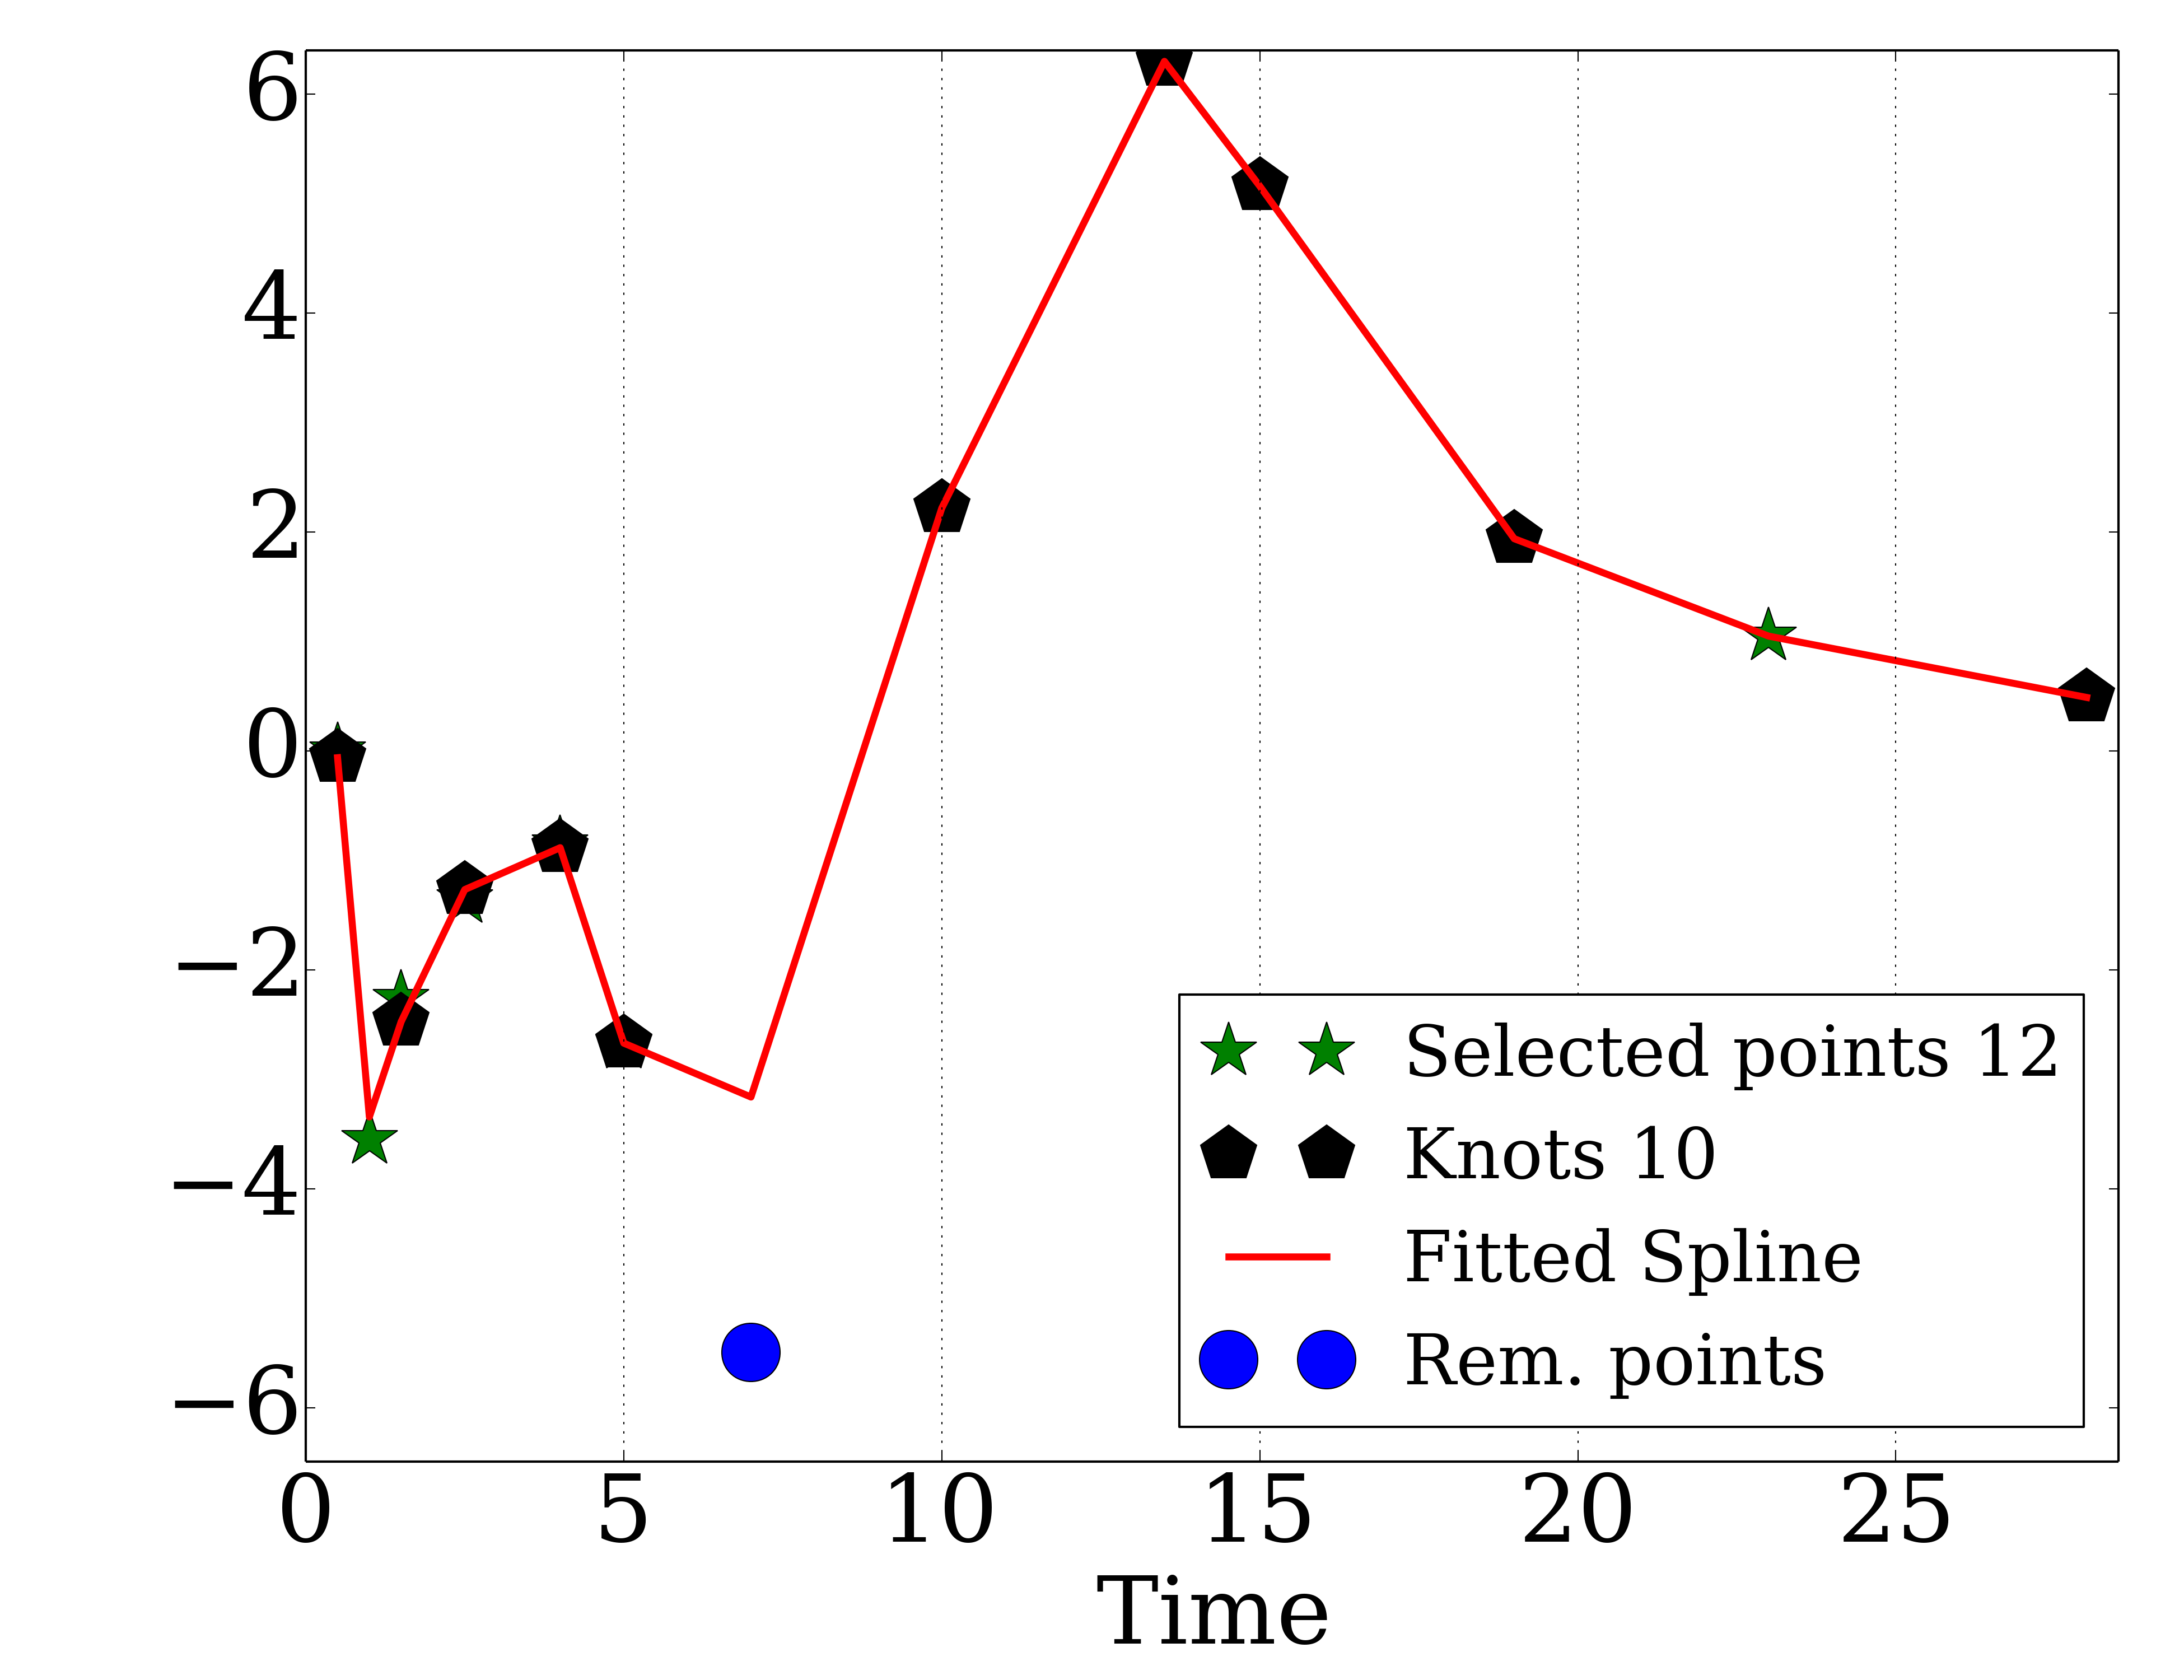 6
4
2
0
−2
−4
−6
Selected points 12
Knots 10
Fitted Spline
Rem. points
0 5 10 15 20 25
Time